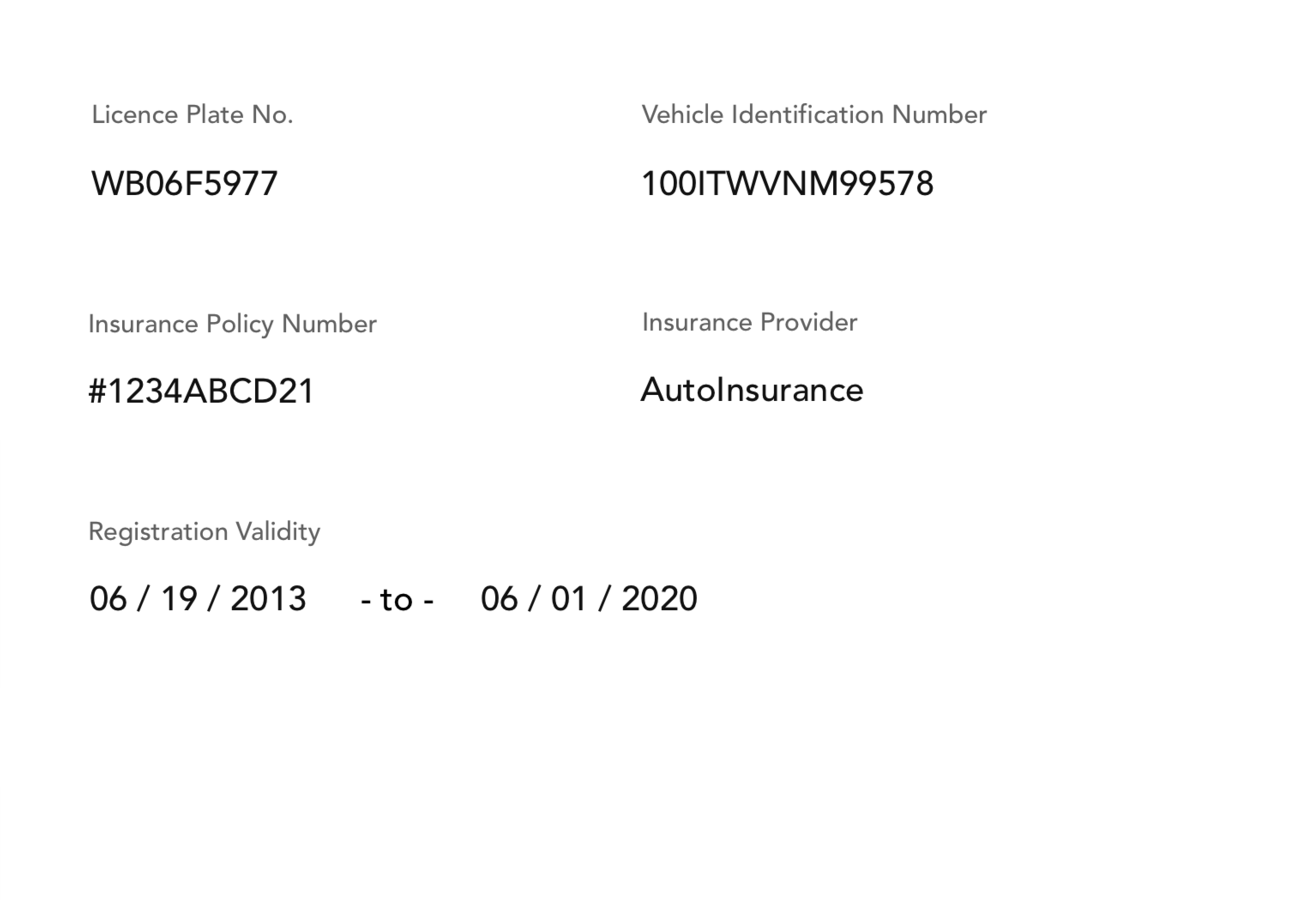 Licence Plate No.
Vehicle Identification Number
WB06F5977
100ITWVNM99578
Insurance Policy Number
Insurance Provider
#1234ABCD21
AutoInsurance
Registration Validity
06 / 19 / 2013 - to - 06 / 01 / 2020